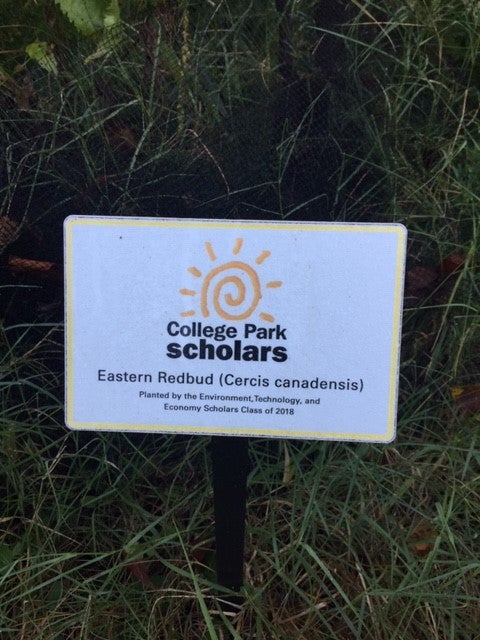 College Park
scholars
Eastern Redbud (Cercis canadensis)
Planted by the Environment,Technology, and
Economy Scholars Class of 2018